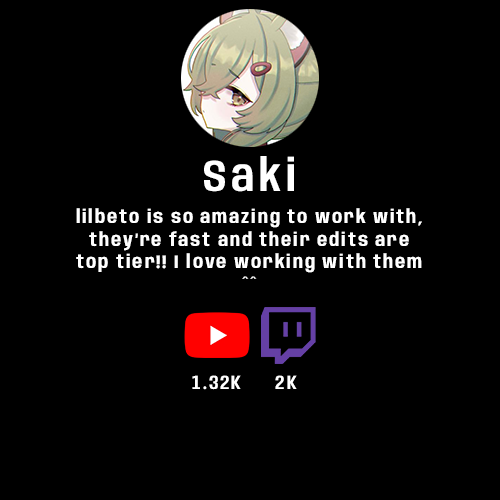 Saki
lilbeto is so amazing to work with,
they're fast and their edits are
top tier!! I love working with them
1.32K 2K